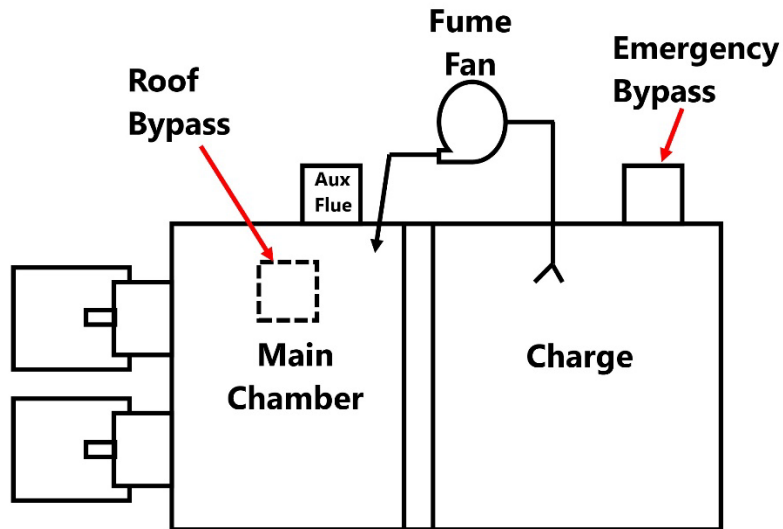 Fume
Fan
Emergency
Bypass
Roof
Bypass
Aux
Flue
Main
Chamber
Charge